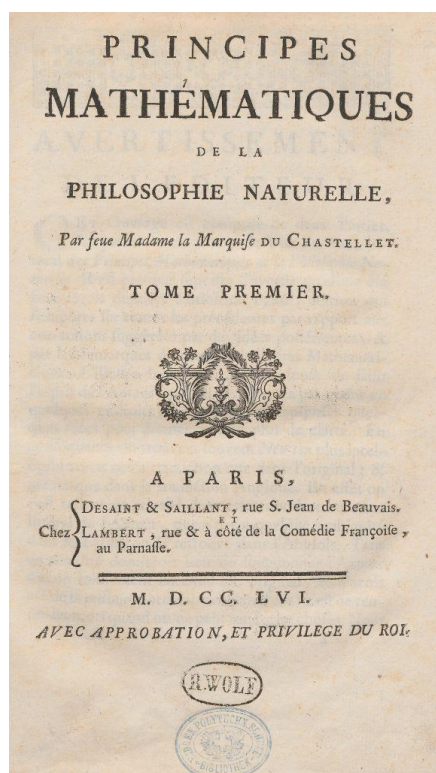 PRINCIPES
MATHÉMATIQUES
DE LA
PHILOSOPHIE NATURELLE,
Par feue Madame la Marquiſe DU CHASTELLET.
TOME PREMIER.
A PARIS,
DESAINT & SAILLANT, rue S. Jean de Beauvais.
ET
Chez LAMBERT, rue & à côté de la Comédie Françoiſe,
au Parnaſſe.
M. D. CC. LVI.
AVEC APPROBATION, ET PRIVILEGE DU ROI.
R. WOLF
BIBLIOTHEK